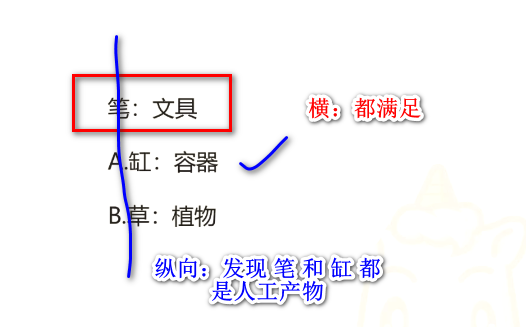 笔：文具
横：都满足
A.缸：容器
B.草：植物
纵向：发现笔和缸都
是人工产物